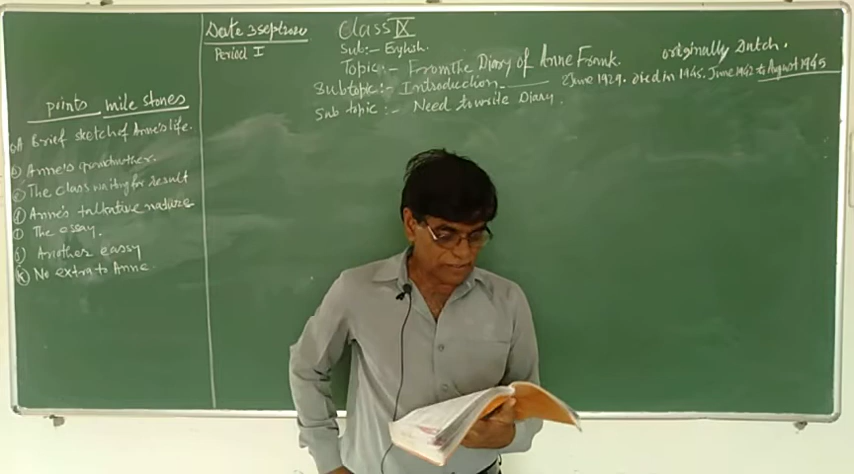 points mile stones
A Brief sketch of Anne's life.
Anne's grandmother.
The class waiting for result
Anne's talkative nature
The essay.
Another eassy
No extra to Anne
Date 3 sept
Period I
Class IX
Sub:- English.
Topic:- From the Diary of Anne Frank. originally Dutch.
Subtopic:- Introduction. June 1929. Died in 1945. June 1942 to August 1945
Sub topic:- Need to write Diary.